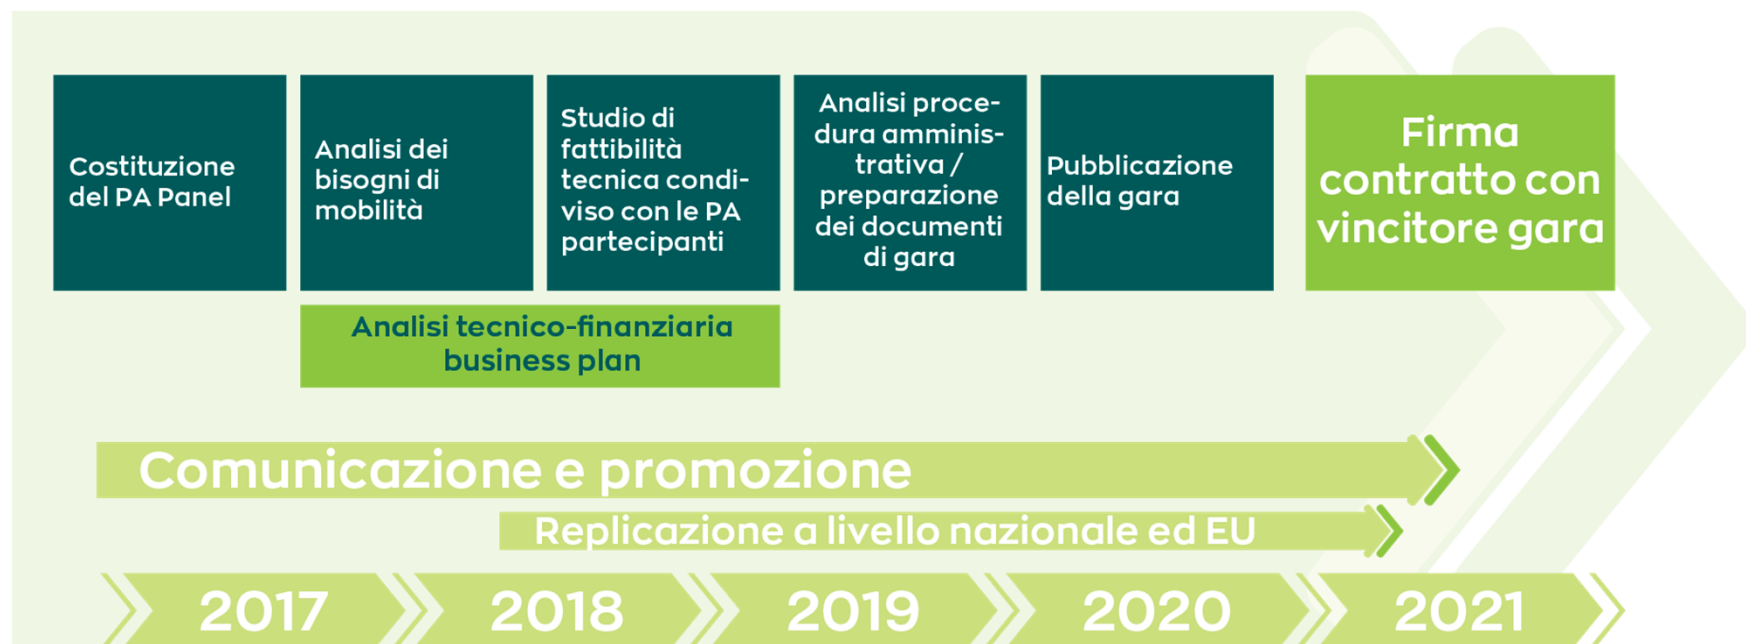 Costituzione
del PA Panel
Analisi dei
bisogni di
mobilità
Studio di
fattibilità
tecnica condi-
viso con le PA
partecipanti
Analisi proce-
dura amminis-
trativa /
preparazione
dei documenti
di gara
Pubblicazione
della gara
Firma
contratto con
vincitore gara
Analisi tecnico-finanziaria
business plan
Comunicazione e promozione
Replicazione a livello nazionale ed EU
2017
2018
2019
2020
2021